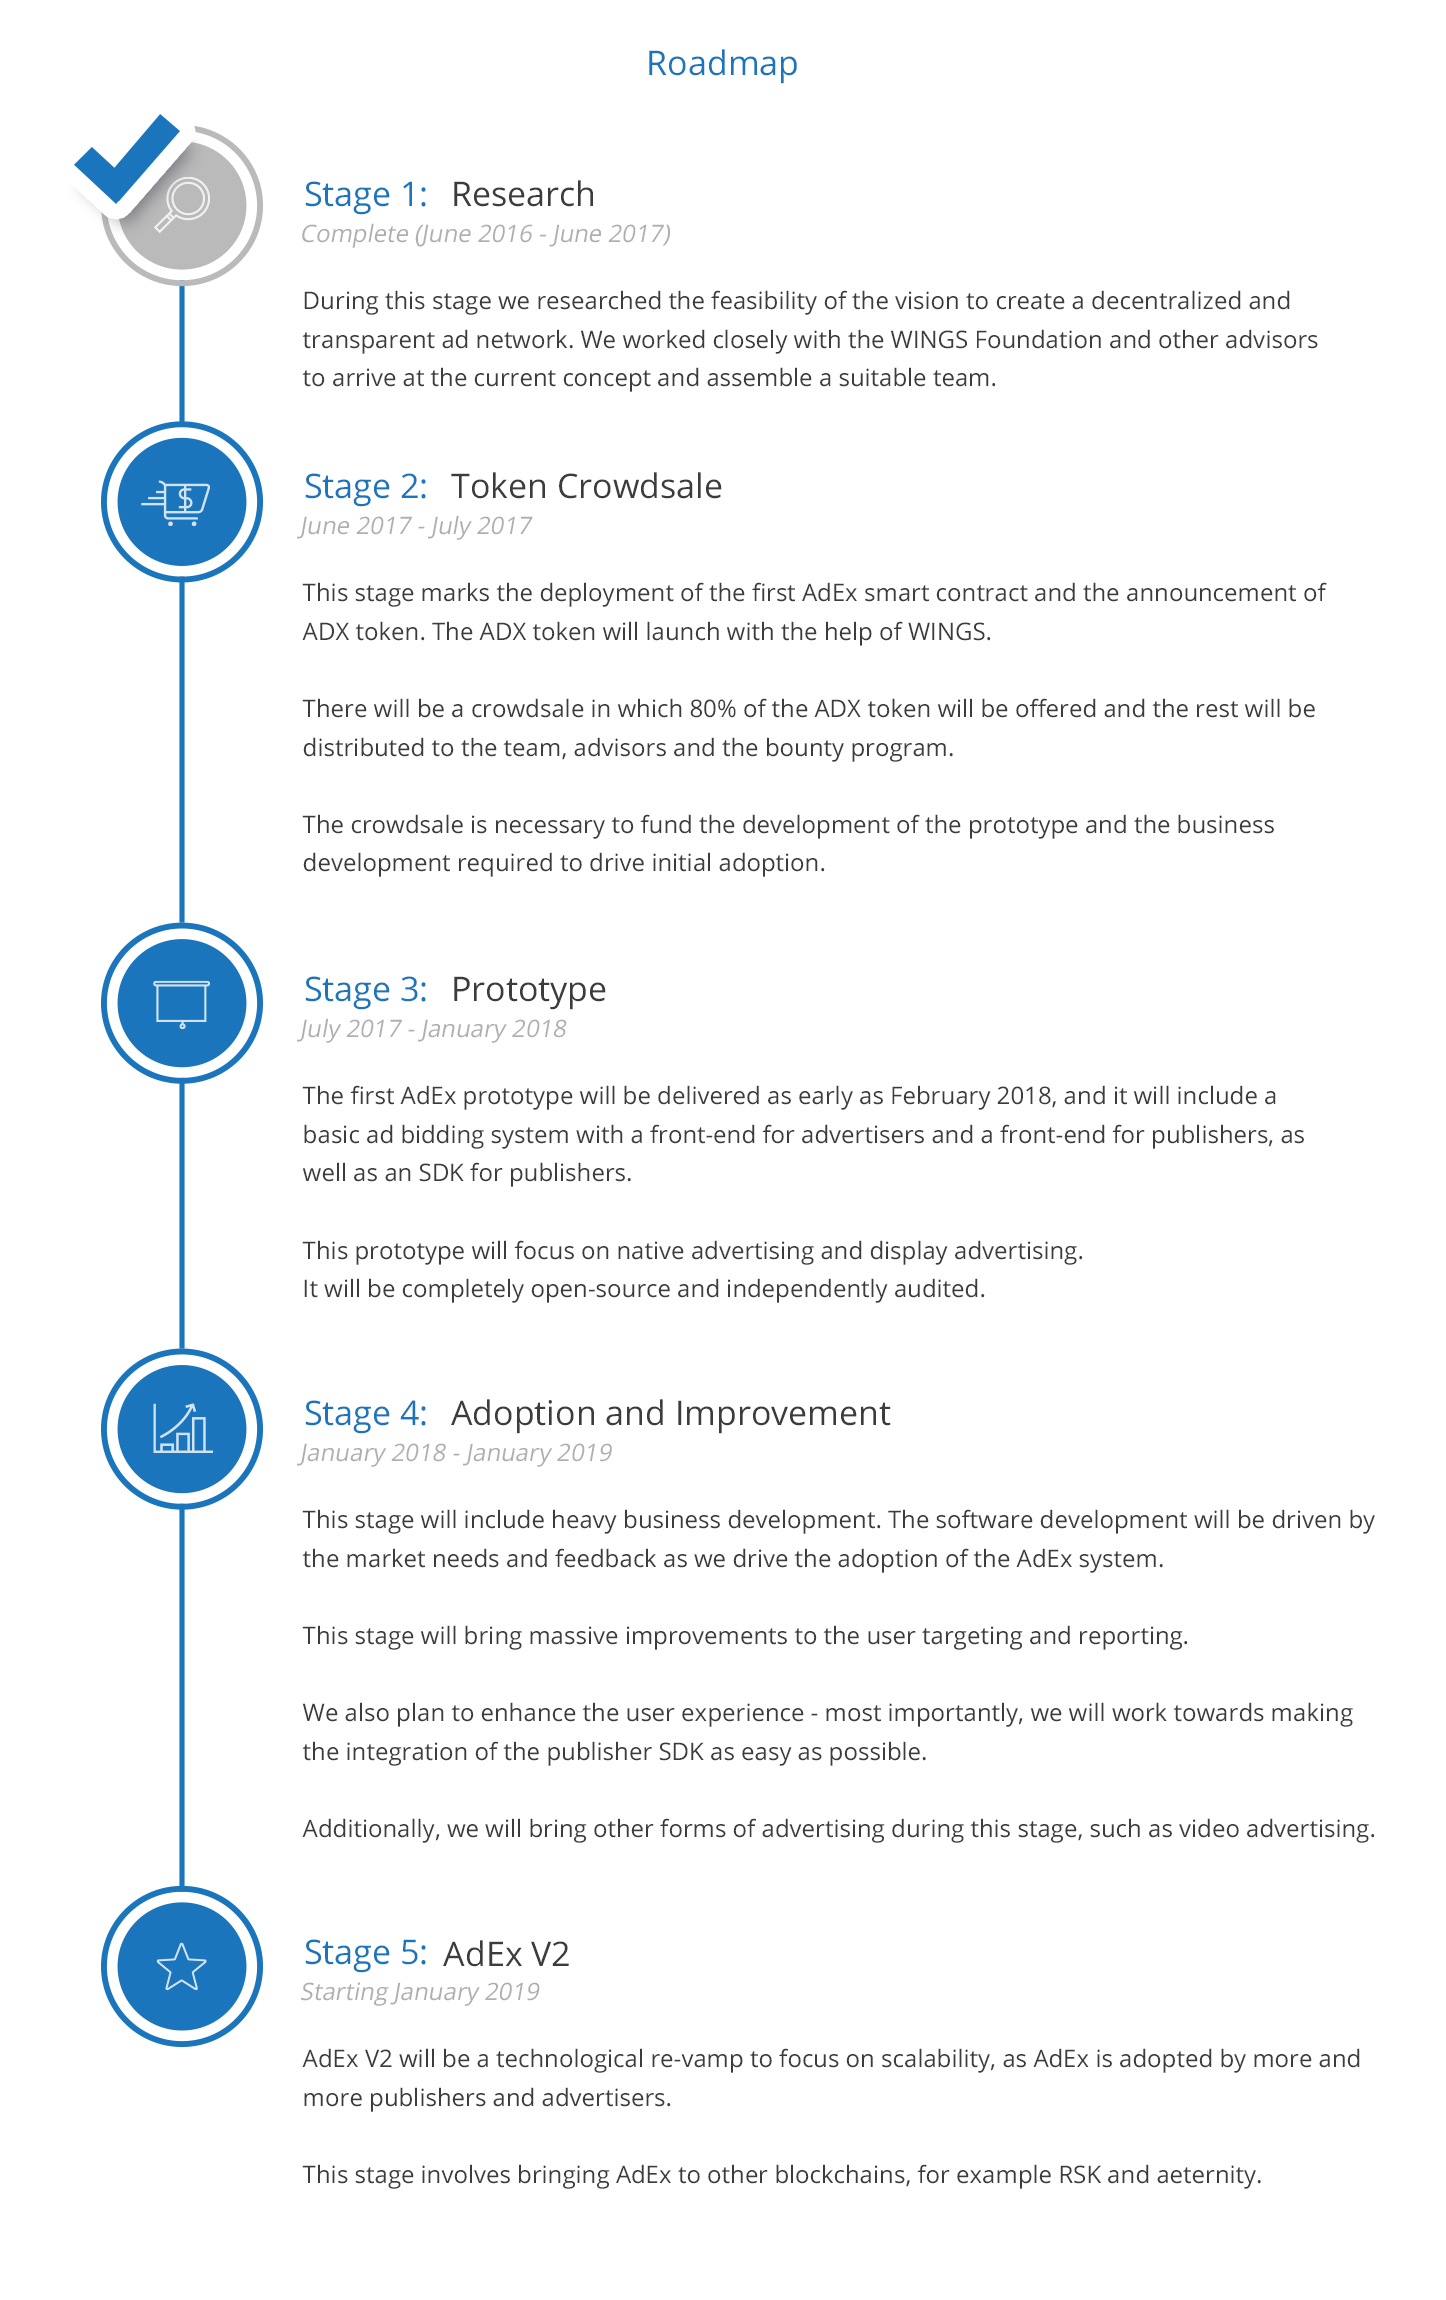 Roadmap
Stage 1: Research
Complete (June 2016 - June 2017)
During this stage we researched the feasibility of the vision to create a decentralized and
transparent ad network. We worked closely with the WINGS Foundation and other advisors
to arrive at the current concept and assemble a suitable team.
$
Stage 2: Token Crowdsale
June 2017 - July 2017
This stage marks the deployment of the first AdEx smart contract and the announcement of
ADX token. The ADX token will launch with the help of WINGS.
There will be a crowdsale in which 80% of the ADX token will be offered and the rest will be
distributed to the team, advisors and the bounty program.
The crowdsale is necessary to fund the development of the prototype and the business
development required to drive initial adoption.
Stage 3: Prototype
July 2017 - January 2018
The first AdEx prototype will be delivered as early as February 2018, and it will include a
basic ad bidding system with a front-end for advertisers and a front-end for publishers, as
well as an SDK for publishers.
This prototype will focus on native advertising and display advertising.
It will be completely open-source and independently audited.
Stage 4: Adoption and Improvement
January 2018 - January 2019
This stage will include heavy business development. The software development will be driven by
the market needs and feedback as we drive the adoption of the AdEx system.
This stage will bring massive improvements to the user targeting and reporting.
We also plan to enhance the user experience - most importantly, we will work towards making
the integration of the publisher SDK as easy as possible.
Additionally, we will bring other forms of advertising during this stage, such as video advertising.
Stage 5: AdEx V2
Starting January 2019
AdEx V2 will be a technological re-vamp to focus on scalability, as AdEx is adopted by more and
more publishers and advertisers.
This stage involves bringing AdEx to other blockchains, for example RSK and aeternity.